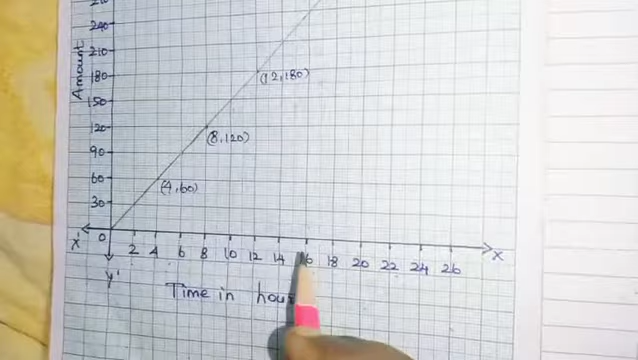 240
210
180
150
120
90
60
30
0
Amount
(12,180)
(8,120)
(4,60)
X'
2 4 6 8 10 12 14 16 18 20 22 24 26
X
Y'
Time in hou